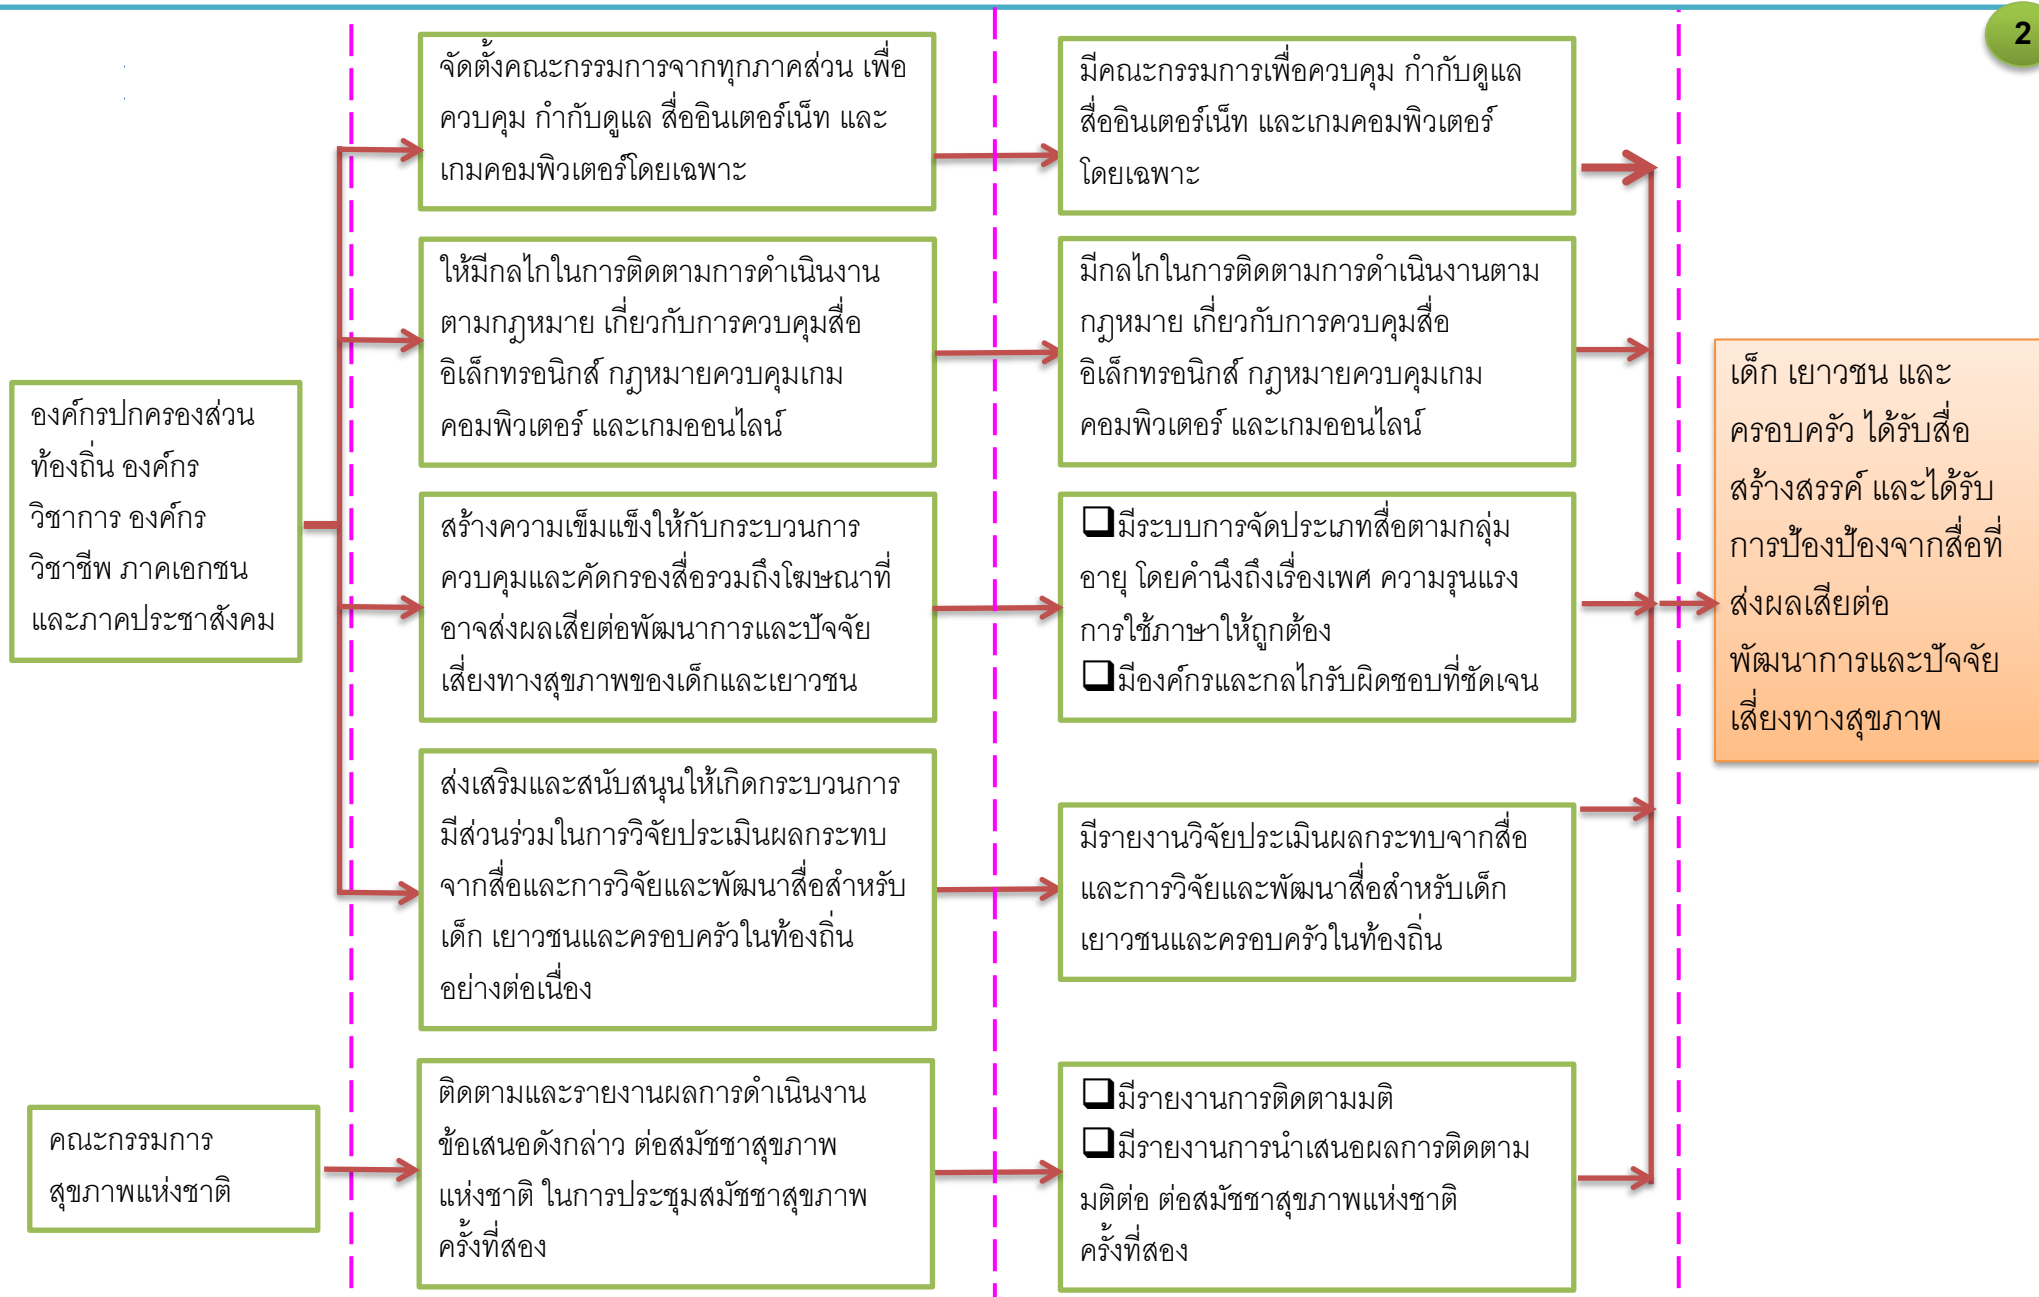 2
องค์กรปกครองส่วน
ท้องถิ่น องค์กร
วิชาการ องค์กร
วิชาชีพ ภาคเอกชน
และภาคประชาสังคม
คณะกรรมการ
สุขภาพแห่งชาติ
จัดตั้งคณะกรรมการจากทุกภาคส่วน เพื่อ
ควบคุม กำกับดูแล สื่ออินเตอร์เน็ท และ
เกมคอมพิวเตอร์โดยเฉพาะ
ให้มีกลไกในการติดตามการดำเนินงาน
ตามกฎหมาย เกี่ยวกับการควบคุมสื่อ
อิเล็กทรอนิกส์ กฎหมายควบคุมเกม
คอมพิวเตอร์ และเกมออนไลน์
สร้างความเข็มแข็งให้กับกระบวนการ
ควบคุมและคัดกรองสื่อรวมถึงโฆษณาที่
อาจส่งผลเสียต่อพัฒนาการและปัจจัย
เสี่ยงทางสุขภาพของเด็กและเยาวชน
ส่งเสริมและสนับสนุนให้เกิดกระบวนการ
มีส่วนร่วมในการวิจัยประเมินผลกระทบ
จากสื่อและการวิจัยและพัฒนาสื่อสำหรับ
เด็ก เยาวชนและครอบครัวในท้องถิ่น
อย่างต่อเนื่อง
ติดตามและรายงานผลการดำเนินงาน
ข้อเสนอดังกล่าว ต่อสมัชชาสุขภาพ
แห่งชาติ ในการประชุมสมัชชาสุขภาพ
ครั้งที่สอง
มีคณะกรรมการเพื่อควบคุม กำกับดูแล
สื่ออินเตอร์เน็ท และเกมคอมพิวเตอร์
โดยเฉพาะ
มีกลไกในการติดตามการดำเนินงานตาม
กฎหมาย เกี่ยวกับการควบคุมสื่อ
อิเล็กทรอนิกส์ กฎหมายควบคุมเกม
คอมพิวเตอร์ และเกมออนไลน์
❑มีระบบการจัดประเภทสื่อตามกลุ่ม
อายุ โดยคำนึงถึงเรื่องเพศ ความรุนแรง
การใช้ภาษาให้ถูกต้อง
❑มีองค์กรและกลไกรับผิดชอบที่ชัดเจน
มีรายงานวิจัยประเมินผลกระทบจากสื่อ
และการวิจัยและพัฒนาสื่อสำหรับเด็ก
เยาวชนและครอบครัวในท้องถิ่น
❑มีรายงานการติดตามมติ
❑มีรายงานการนำเสนอผลการติดตาม
มติต่อ ต่อสมัชชาสุขภาพแห่งชาติ
ครั้งที่สอง
เด็ก เยาวชน และ
ครอบครัว ได้รับสื่อ
สร้างสรรค์ และได้รับ
การป้องป้องจากสื่อที่
ส่งผลเสียต่อ
พัฒนาการและปัจจัย
เสี่ยงทางสุขภาพ